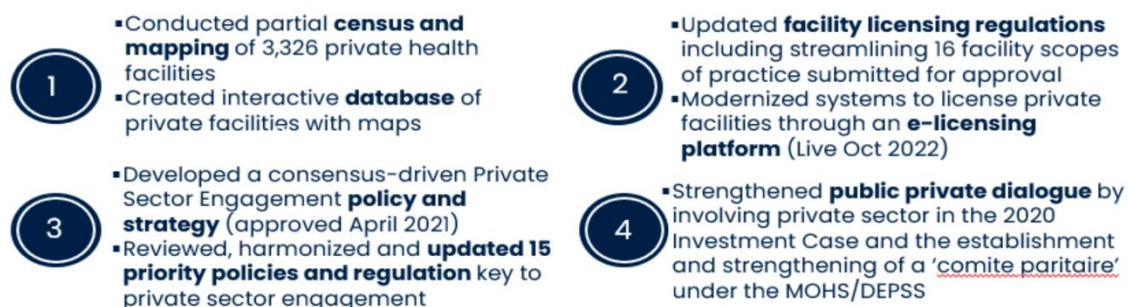 1
▪Conducted partial census and
mapping of 3,326 private health
facilities
▪Created interactive database of
private facilities with maps
2
▪Updated facility licensing regulations
including streamlining 16 facility scopes
of practice submitted for approval
▪Modernized systems to license private
facilities through an e-licensing
platform (Live Oct 2022)
3
▪Developed a consensus-driven Private
Sector Engagement policy and
strategy (approved April 2021)
▪Reviewed, harmonized and updated 15
priority policies and regulation key to
private sector engagement
4
▪Strengthened public private dialogue by
involving private sector in the 2020
Investment Case and the establishment
and strengthening of a ‘comite paritaire’
under the MOHS/DEPSS